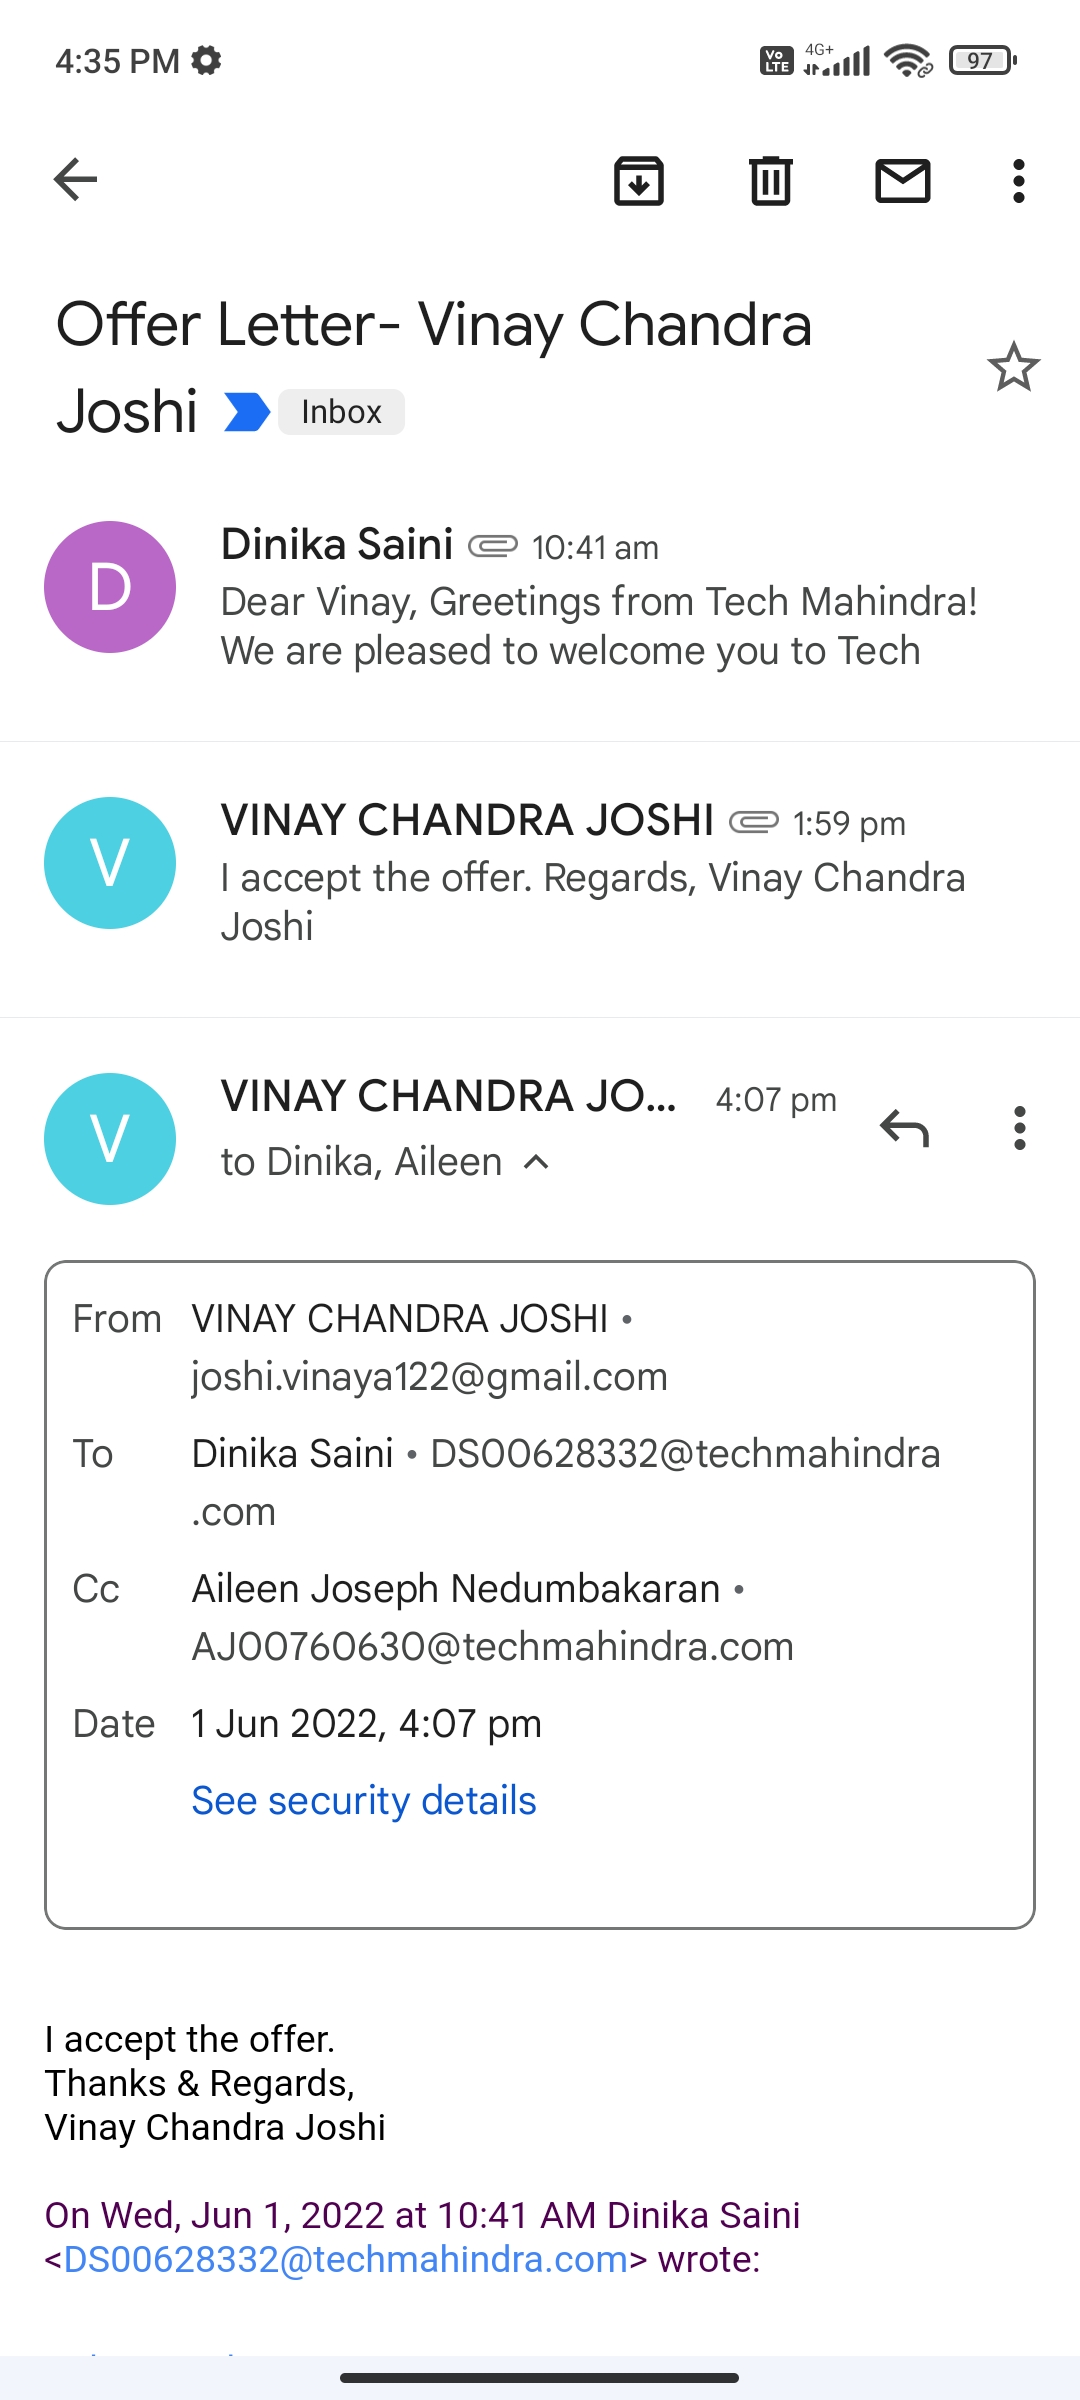 4:35 PM
Vo LTE 4G+ 97
Offer Letter- Vinay Chandra
Joshi Inbox
D
Dinika Saini 10:41 am
Dear Vinay, Greetings from Tech Mahindra!
We are pleased to welcome you to Tech
V
VINAY CHANDRA JOSHI 1:59 pm
I accept the offer. Regards, Vinay Chandra
Joshi
V
VINAY CHANDRA JO... 4:07 pm
to Dinika, Aileen
From VINAY CHANDRA JOSHI •
joshi.vinaya122@gmail.com
To Dinika Saini • DS00628332@techmahindra
.com
Cc Aileen Joseph Nedumbakaran •
AJ00760630@techmahindra.com
Date 1 Jun 2022, 4:07 pm
See security details
I accept the offer.
Thanks & Regards,
Vinay Chandra Joshi
On Wed, Jun 1, 2022 at 10:41 AM Dinika Saini
<DS00628332@techmahindra.com> wrote: